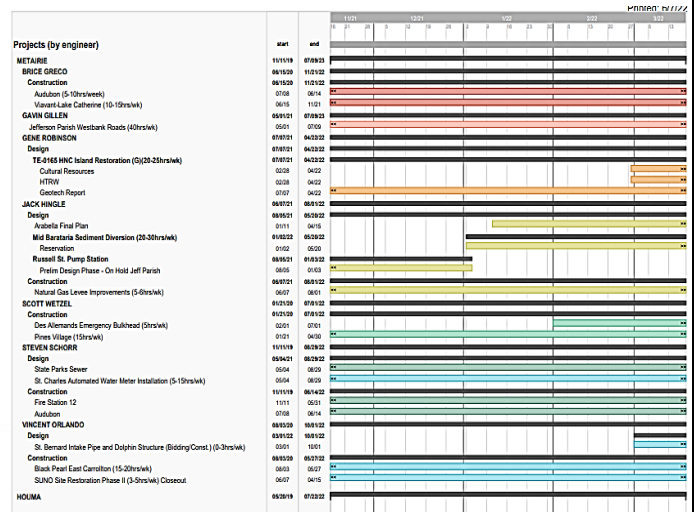 Printed: 6/7/22
11/21 12/21 1/22 2/22 3/22
Projects (by engineer) start end
METAIRIE 11/11/19 07/09/23
BRICE GRECO 06/15/20 11/21/22
Construction 06/15/20 11/21/22
Audubon (5-10hrs/week) 07/08 06/14
Viavant-Lake Catherine (10-15hrs/wk) 06/15 11/21
GAVIN GILLEN 05/01/21 07/09/23
Jefferson Parish Westbank Roads (40hrs/wk) 05/01 07/09
GENE ROBINSON 07/07/21 04/22/22
Design 07/07/21 04/22/22
TE-0165 HNC Island Restoration (G)(20-25hrs/wk) 07/07/21 04/22/22
Cultural Resources 02/28 04/22
HTRW 02/28 04/22
Geotech Report 07/07 04/22
JACK HINGLE 06/07/21 08/01/22
Design 08/05/21 05/20/22
Arabella Final Plan 01/11 04/15
Mid Barataria Sediment Diversion (20-30hrs/wk) 01/02/22 05/20/22
Reservation 01/02 05/20
Russell St. Pump Station 08/05/21 01/03/22
Prelim Design Phase - On Hold Jeff Parish 08/05 01/03
Construction 06/07/21 08/01/22
Natural Gas Levee Improvements (5-6hrs/wk) 06/07 08/01
SCOTT WETZEL 01/21/20 07/01/22
Construction 01/21/20 07/01/22
Des Allemands Emergency Bulkhead (5hrs/wk) 02/01 07/01
Pines Village (15hrs/wk) 01/21 04/30
STEVEN SCHORR 11/11/19 08/29/22
Design 05/04/21 08/29/22
State Parks Sewer 05/04 08/29
St. Charles Automated Water Meter Installation (5-15hrs/wk) 05/04 08/29
Construction 11/11/19 06/14/22
Fire Station 12 11/11 05/31
Audubon 07/08 06/14
VINCENT ORLANDO 08/03/20 10/01/22
Design 03/01/22 10/01/22
St. Bernard Intake Pipe and Dolphin Structure (Bidding/Const.) (0-3hrs/wk) 03/01 10/01
Construction 08/03/20 05/27/22
Black Pearl East Carrollton (15-20hrs/wk) 08/03 05/27
SUNO Site Restoration Phase II (3-5hrs/wk) Closeout 06/07 04/15
HOUMA 05/20/19 07/23/22